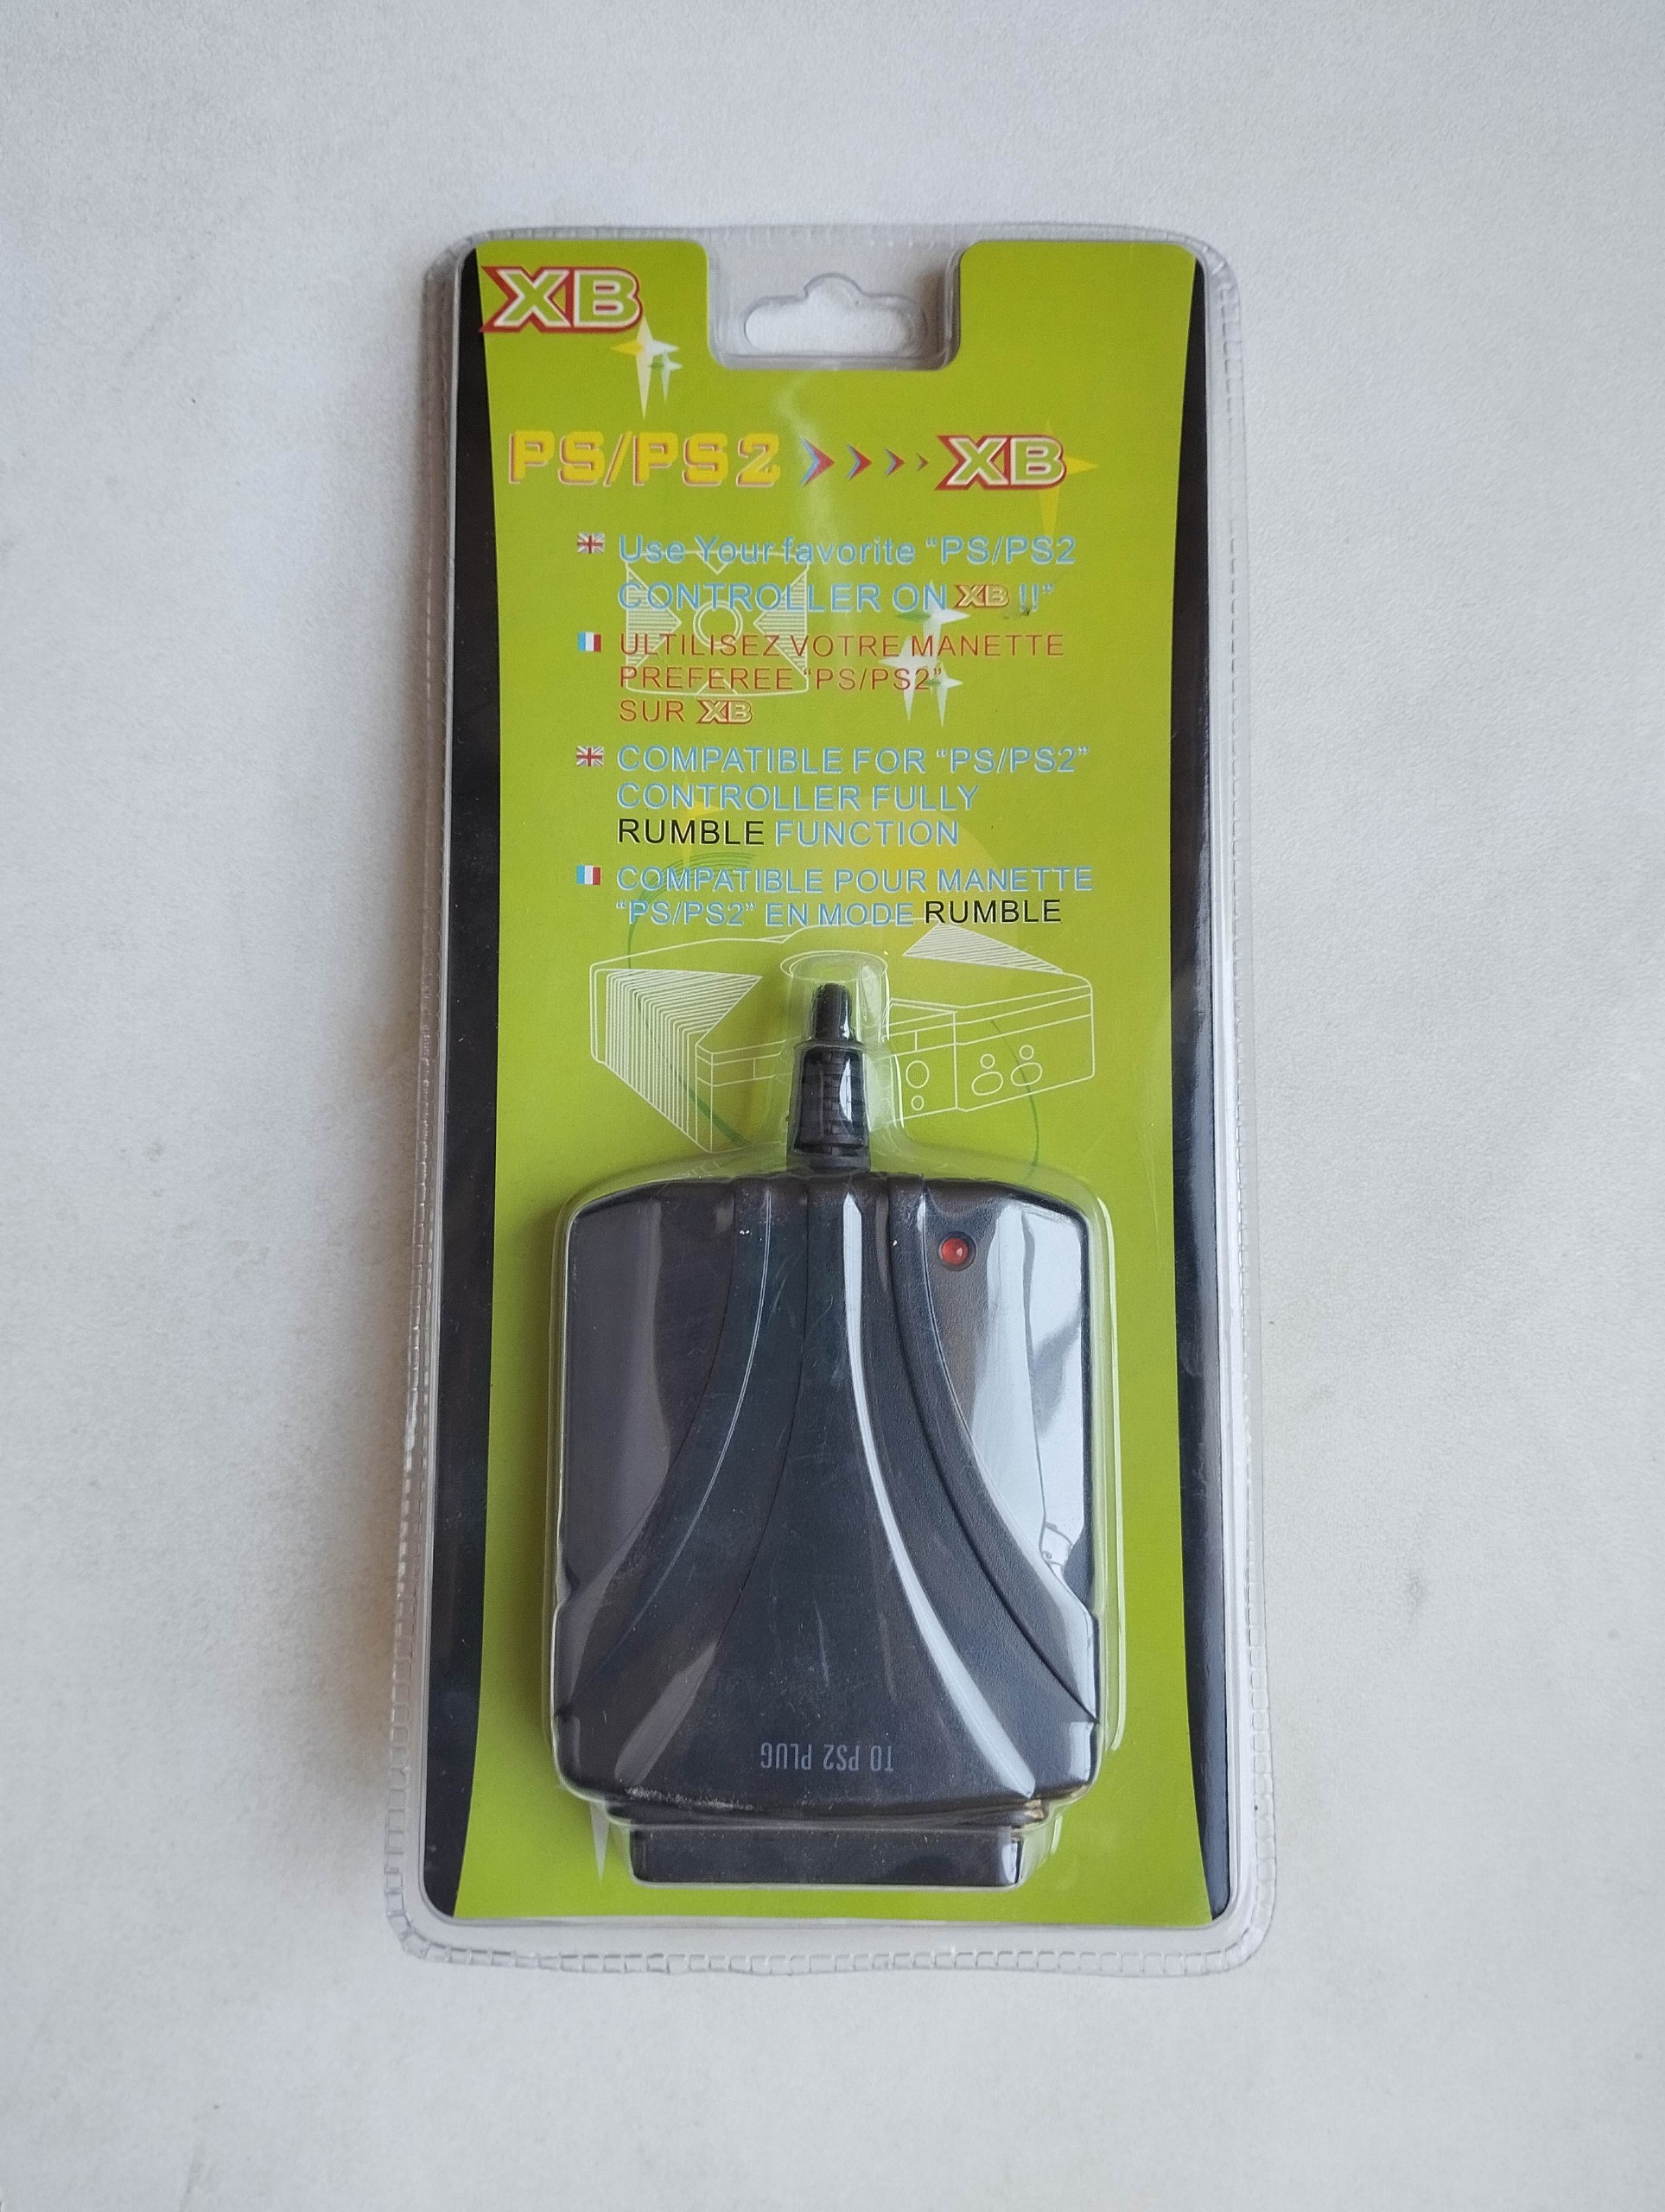 XB
PS/PS2 XB
Use Your favorite “PS/PS2
CONTROLLER ON XB !!”
ULTILISEZ VOTRE MANETTE
PREFEREE “PS/PS2”
SUR XB
COMPATIBLE FOR “PS/PS2”
CONTROLLER FULLY
RUMBLE FUNCTION
COMPATIBLE POUR MANETTE
“PS/PS2” EN MODE RUMBLE
TO PS2 PLUG